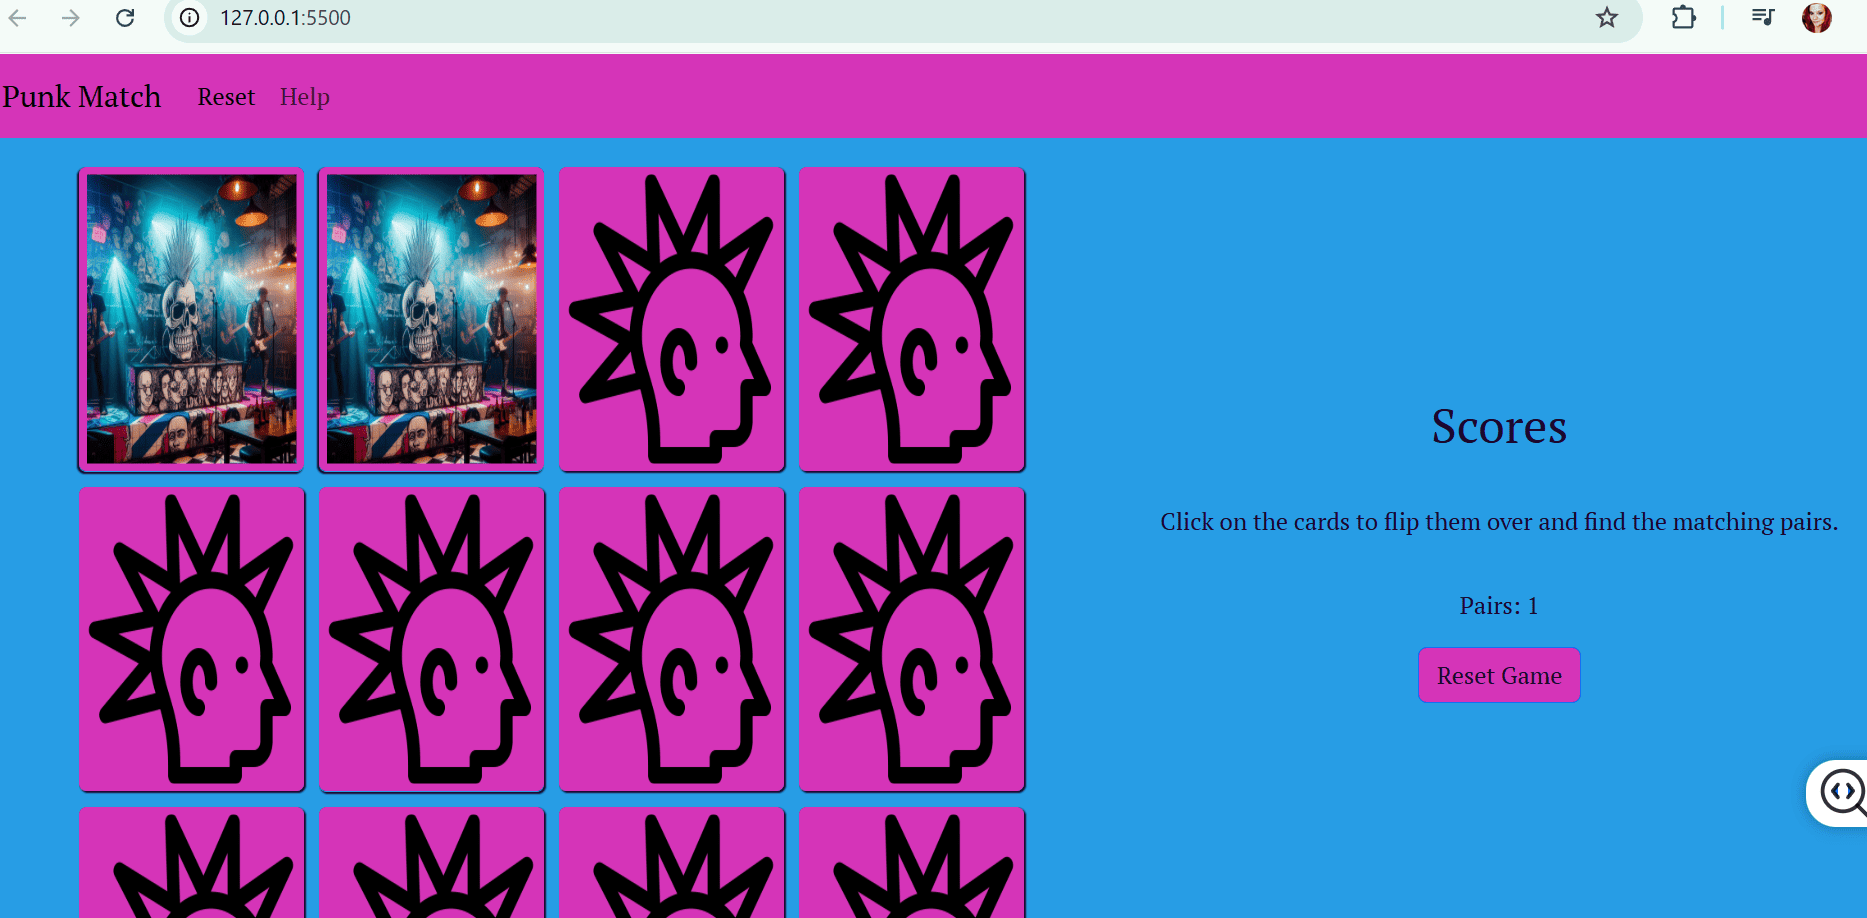 127.0.0.1:5500
Punk Match Reset Help
Scores
Click on the cards to flip them over and find the matching pairs.
Pairs: 1
Reset Game